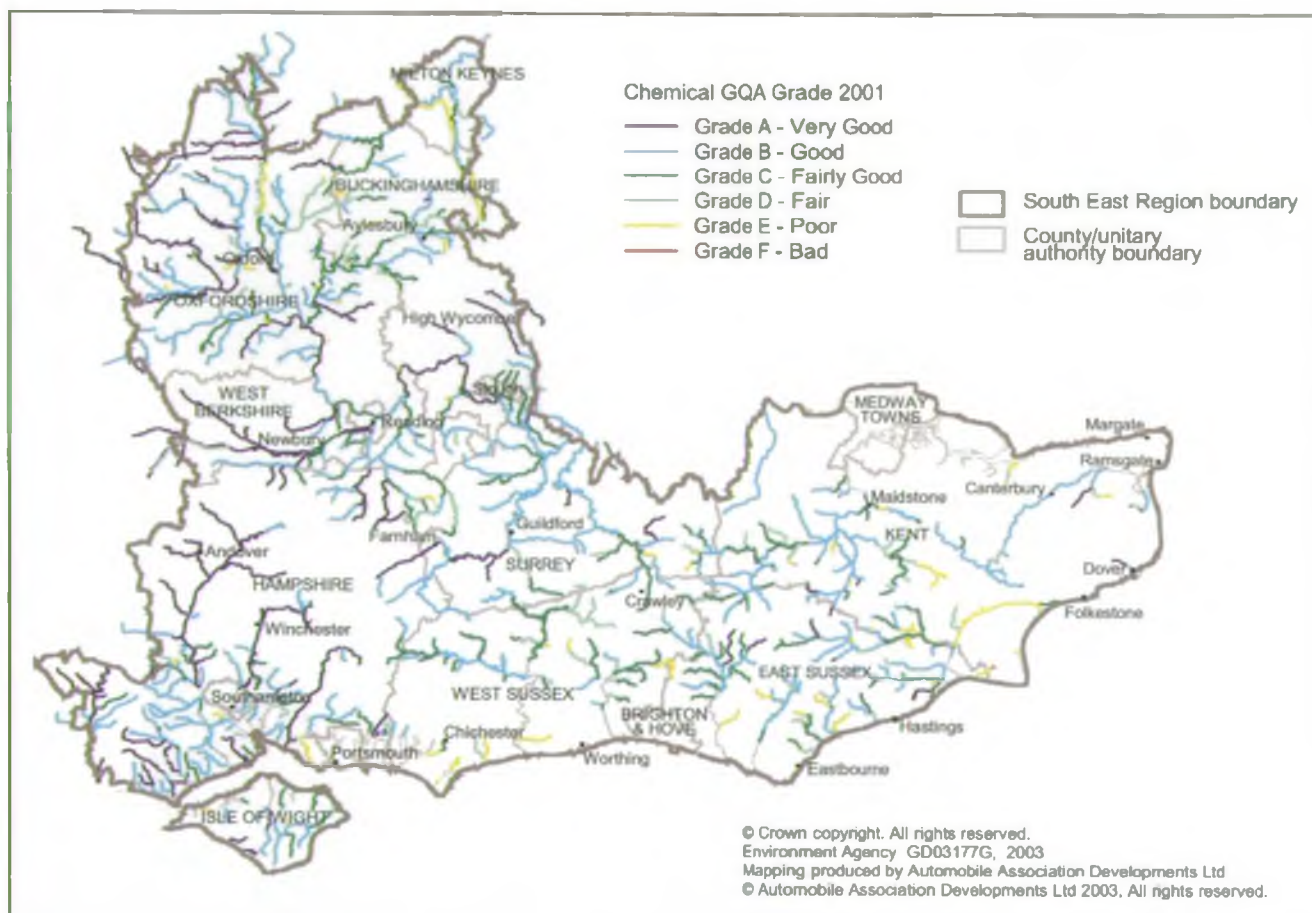 MILTON KEYNES
Chemical GQA Grade 2001
Grade A - Very Good
Grade B - Good
Grade C - Fairly Good
Grade D - Fair
Grade E - Poor
Grade F - Bad
South East Region boundary
County/unitary
authority boundary
BUCKINGHAMSHIRE
Aylesbury
Oxford
OXFORDSHIRE
High Wycombe
WEST
BERKSHIRE
Slough
Reading
Newbury
MEDWAY
TOWNS
Margate
Ramsgate
Canterbury
Maidstone
KENT
Guildford
Farnham
SURREY
Andover
HAMPSHIRE
Dover
Folkestone
Crawley
Winchester
EAST SUSSEX
WEST SUSSEX
Southampton
BRIGHTON
& HOVE
Hastings
Chichester
Portsmouth
Worthing
Eastbourne
ISLE OF WIGHT
© Crown copyright. All rights reserved.
Environment Agency GD03177G, 2003
Mapping produced by Automobile Association Developments Ltd
© Automobile Association Developments Ltd 2003, All rights reserved.